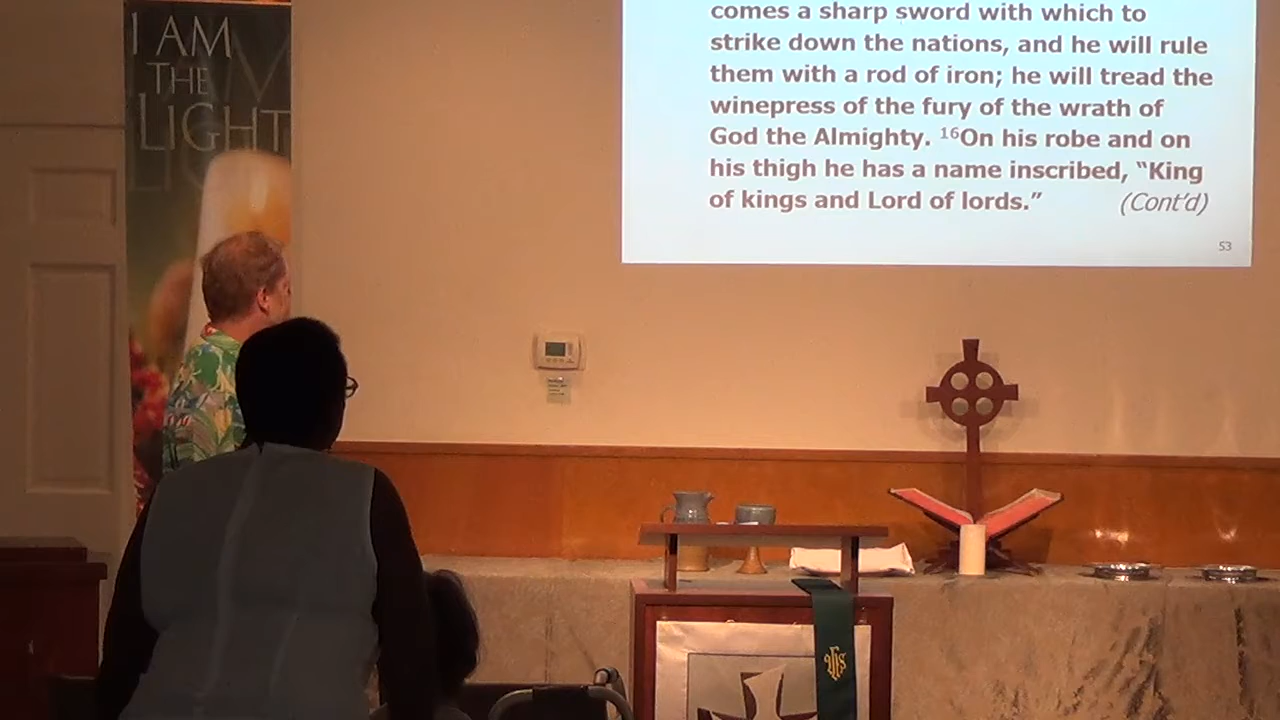 I AM
THE
LIGHT
comes a sharp sword with which to
strike down the nations, and he will rule
them with a rod of iron; he will tread the
winepress of the fury of the wrath of
God the Almighty. ¹⁶On his robe and on
his thigh he has a name inscribed, “King
of kings and Lord of lords.” (Cont’d)
53